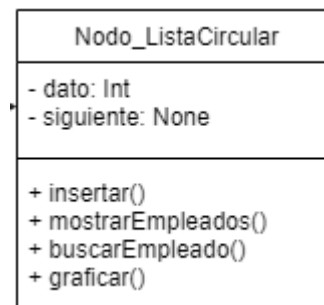 Nodo_ListaCircular
- dato: Int
- siguiente: None
+ insertar()
+ mostrarEmpleados()
+ buscarEmpleado()
+ graficar()